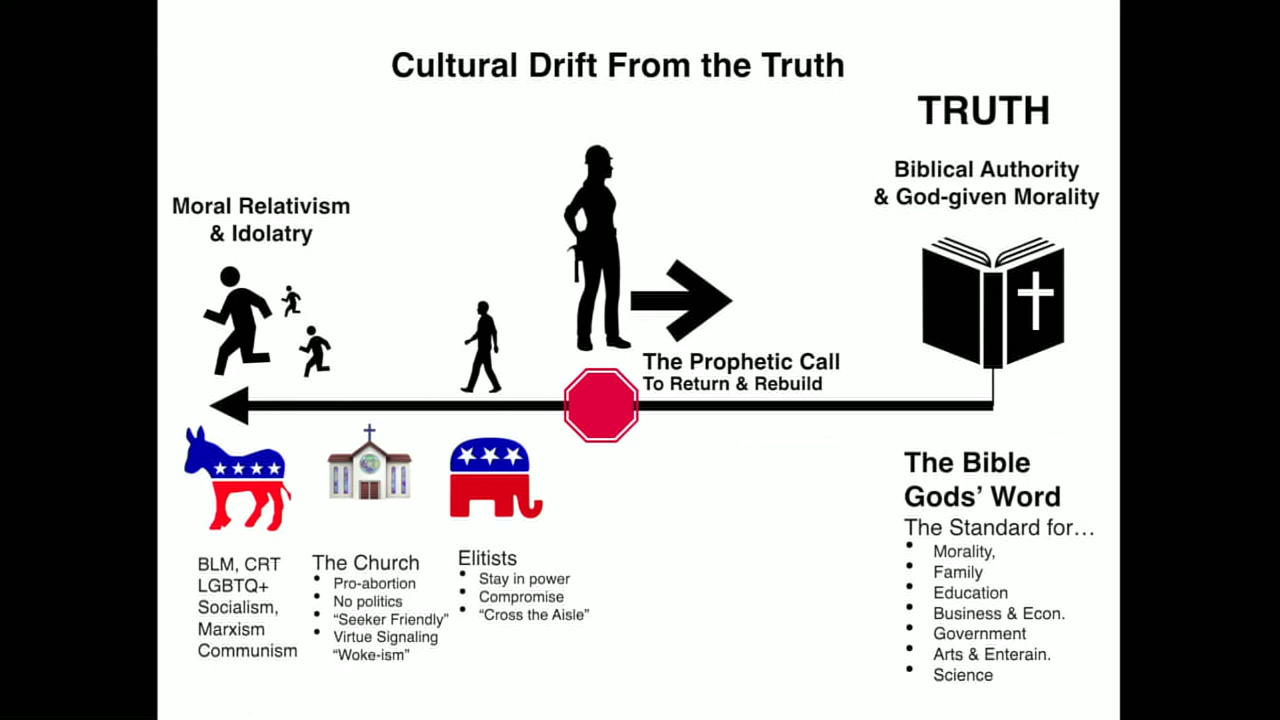 Cultural Drift From the Truth
TRUTH
Biblical Authority
& God-given Morality
Moral Relativism
& Idolatry
The Prophetic Call
To Return & Rebuild
BLM, CRT
LGBTQ+
Socialism,
Marxism
Communism
The Church
• Pro-abortion
• No politics
• “Seeker Friendly”
• Virtue Signaling
“Woke-ism”
Elitists
• Stay in power
• Compromise
• “Cross the Aisle”
The Bible
Gods’ Word
The Standard for…
• Morality,
• Family
• Education
• Business & Econ.
• Government
• Arts & Enterain.
• Science